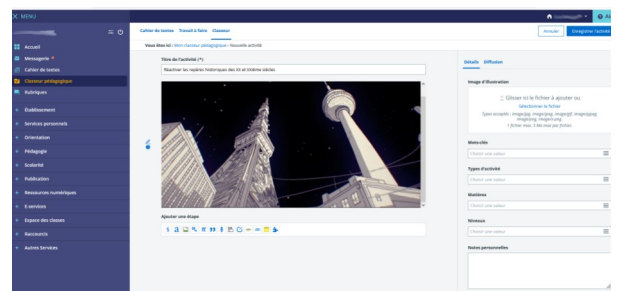 MENU
Accueil
Messagerie
Cahier de textes
Classeur pédagogique
Rubriques
Établissement
Services personnels
Orientation
Pédagogie
Scolarité
Publication
Ressources numériques
E-services
Espace des classes
Raccourcis
Autres Services
Cahier de textes Travail à faire Classeur
Annuler Enregistrer l'activité
Vous êtes ici : Mon classeur pédagogique › Nouvelle activité
Titre de l'activité (*)
Réactiver les repères historiques des XX et XXIème siècles
Ajouter une étape
Détails Diffusion
Image d'illustration
Glisser ici le fichier à ajouter ou
Sélectionner le fichier
1 fichier max, 5 Mo max par fichier.
Mots-clés
Choisir une valeur
Types d'activité
Choisir une valeur
Matières
Choisir une valeur
Niveaux
Choisir une valeur
Notes personnelles